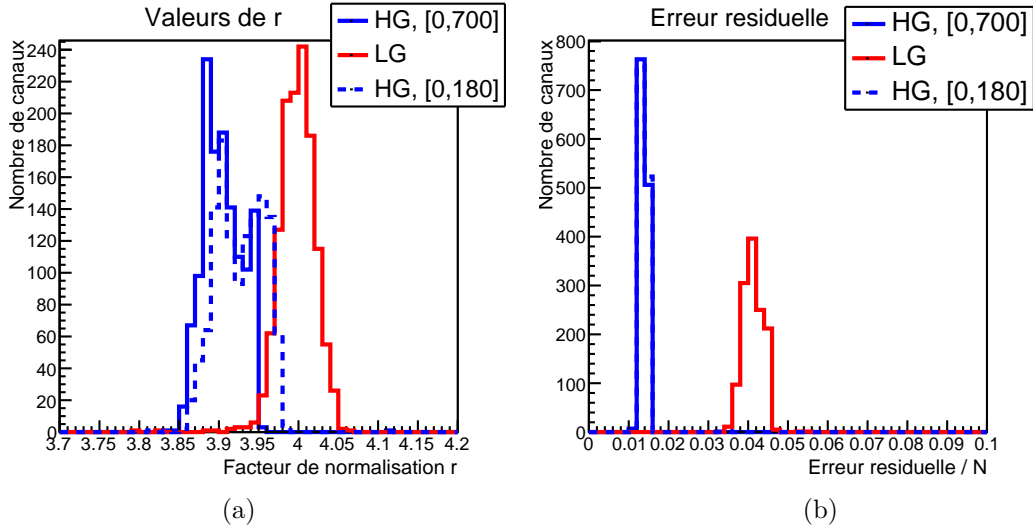 Valeurs de r
HG, [0,700]
LG
HG, [0,180]
Nombre de canaux
240
220
200
180
160
140
120
100
80
60
40
20
0
3.7 3.75 3.8 3.85 3.9 3.95 4 4.05 4.1 4.15 4.2
Facteur de normalisation r
(a)
Erreur residuelle
HG, [0,700]
LG
HG, [0,180]
Nombre de canaux
800
700
600
500
400
300
200
100
0
0 0.01 0.02 0.03 0.04 0.05 0.06 0.07 0.08 0.09 0.1
Erreur residuelle / N
(b)